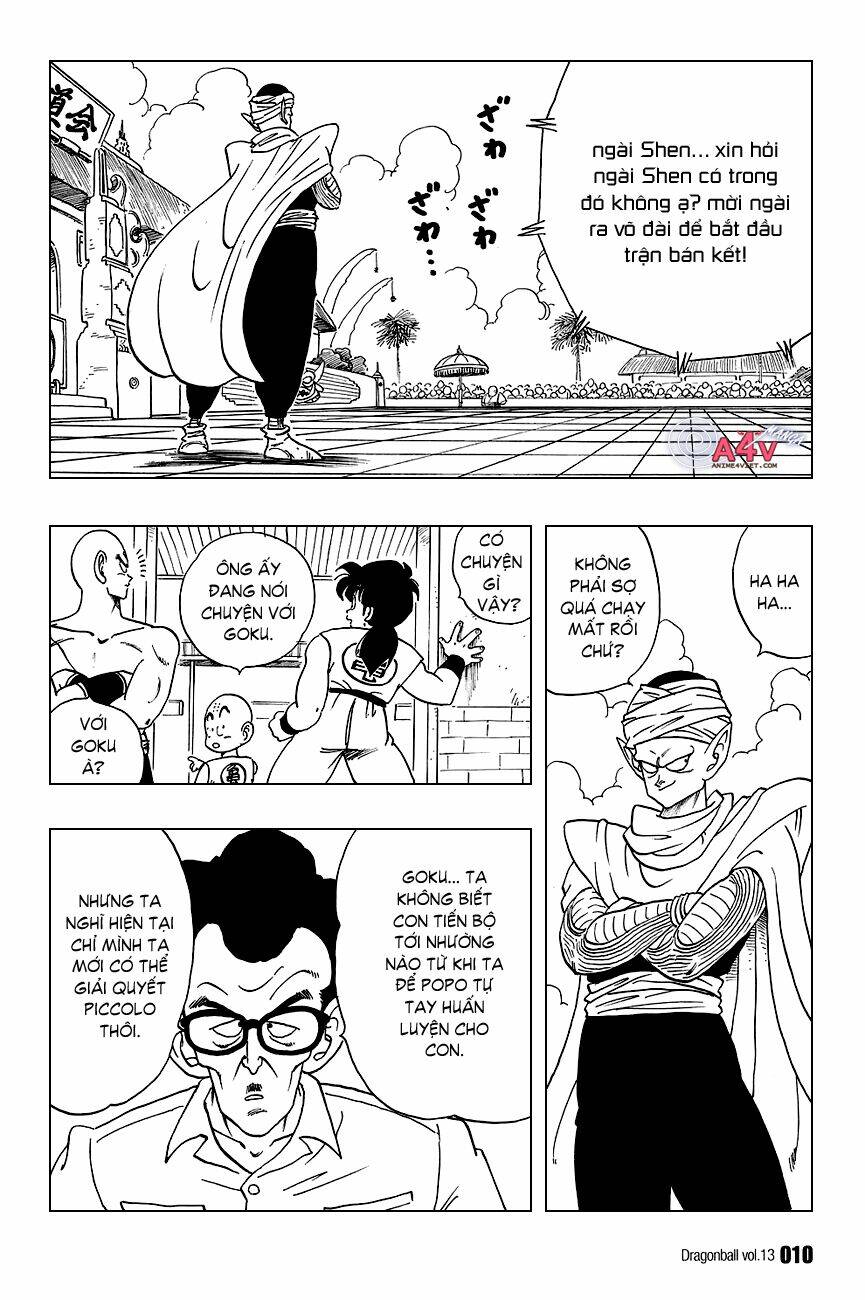 道会
ざわ
ざわ
ざわ...
ngài Shen... xin hỏi
ngài Shen có trong
đó không ạ? mời ngài
ra võ đài để bắt đầu
trận bán kết!
A4V
MANGA
ANIME4VIET.COM
HA HA
HA...
KHÔNG
PHẢI SỢ
QUÁ CHẠY
MẤT RỒI
CHỨ?
CÓ
CHUYỆN
GÌ
VẬY?
ÔNG ẤY
ĐANG NÓI
CHUYỆN VỚI
GOKU.
VỚI
GOKU
À?
亀
GOKU... TA
KHÔNG BIẾT
CON TIẾN BỘ
TỚI NHƯỜNG
NÀO TỪ KHI TA
ĐỂ POPO TỰ
TAY HUẤN
LUYỆN CHO
CON.
NHƯNG TA
NGHĨ HIỆN TẠI
CHỈ MÌNH TA
MỚI CÓ THỂ
GIẢI QUYẾT
PICCOLO
THÔI.
Dragonball vol.13 010